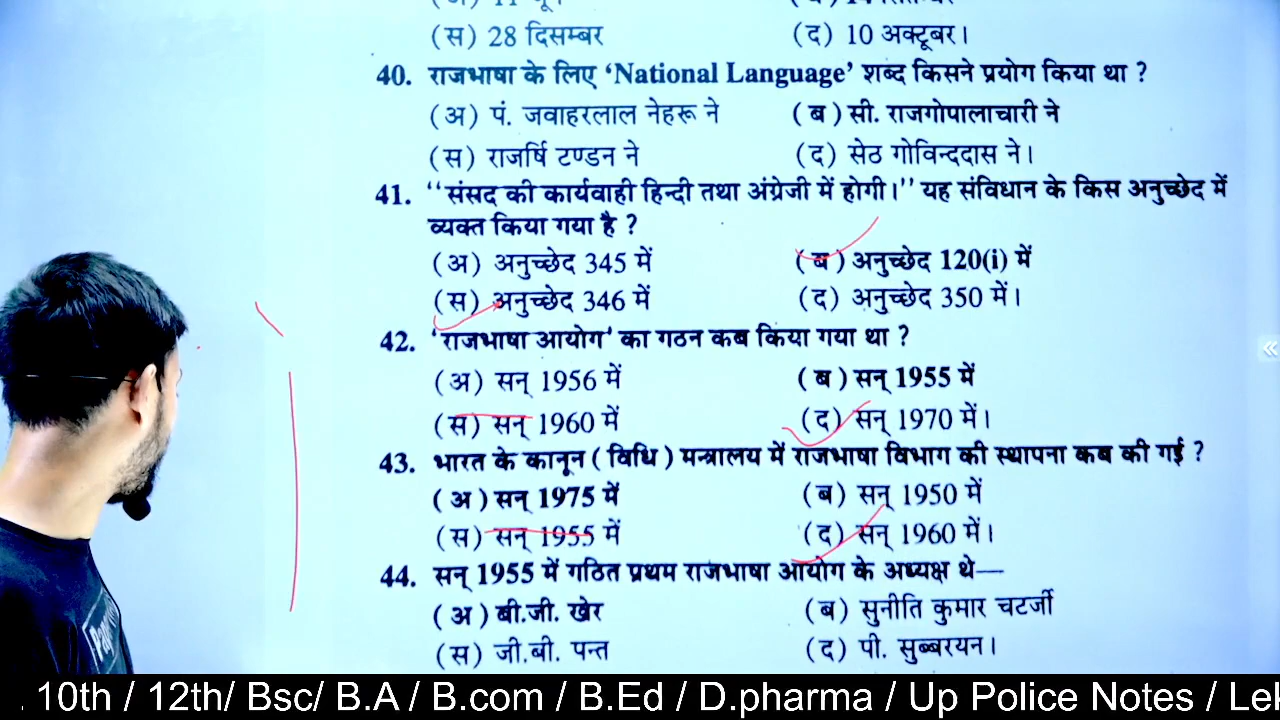 (स) 28 दिसम्बर (द) 10 अक्टूबर।
40. राजभाषा के लिए ‘National Language’ शब्द किसने प्रयोग किया था ?
(अ) पं. जवाहरलाल नेहरू ने (ब) सी. राजगोपालाचारी ने
(स) राजर्षि टण्डन ने (द) सेठ गोविन्ददास ने।
41. ‘‘संसद की कार्यवाही हिन्दी तथा अंग्रेजी में होगी।’’ यह संविधान के किस अनुच्छेद में
व्यक्त किया गया है ?
(अ) अनुच्छेद 345 में (ब) अनुच्छेद 120(i) में
(स) अनुच्छेद 346 में (द) अनुच्छेद 350 में।
42. ‘राजभाषा आयोग’ का गठन कब किया गया था ?
(अ) सन् 1956 में (ब) सन् 1955 में
(स) सन् 1960 में (द) सन् 1970 में।
43. भारत के कानून (विधि) मन्त्रालय में राजभाषा विभाग की स्थापना कब की गई ?
(अ) सन् 1975 में (ब) सन् 1950 में
(स) सन् 1955 में (द) सन् 1960 में।
44. सन् 1955 में गठित प्रथम राजभाषा आयोग के अध्यक्ष थे—
(अ) बी.जी. खेर (ब) सुनीति कुमार चटर्जी
(स) जी.बी. पन्त (द) पी. सुब्बरयन।
. 10th / 12th/ Bsc/ B.A / B.com / B.Ed / D.pharma / Up Police Notes /